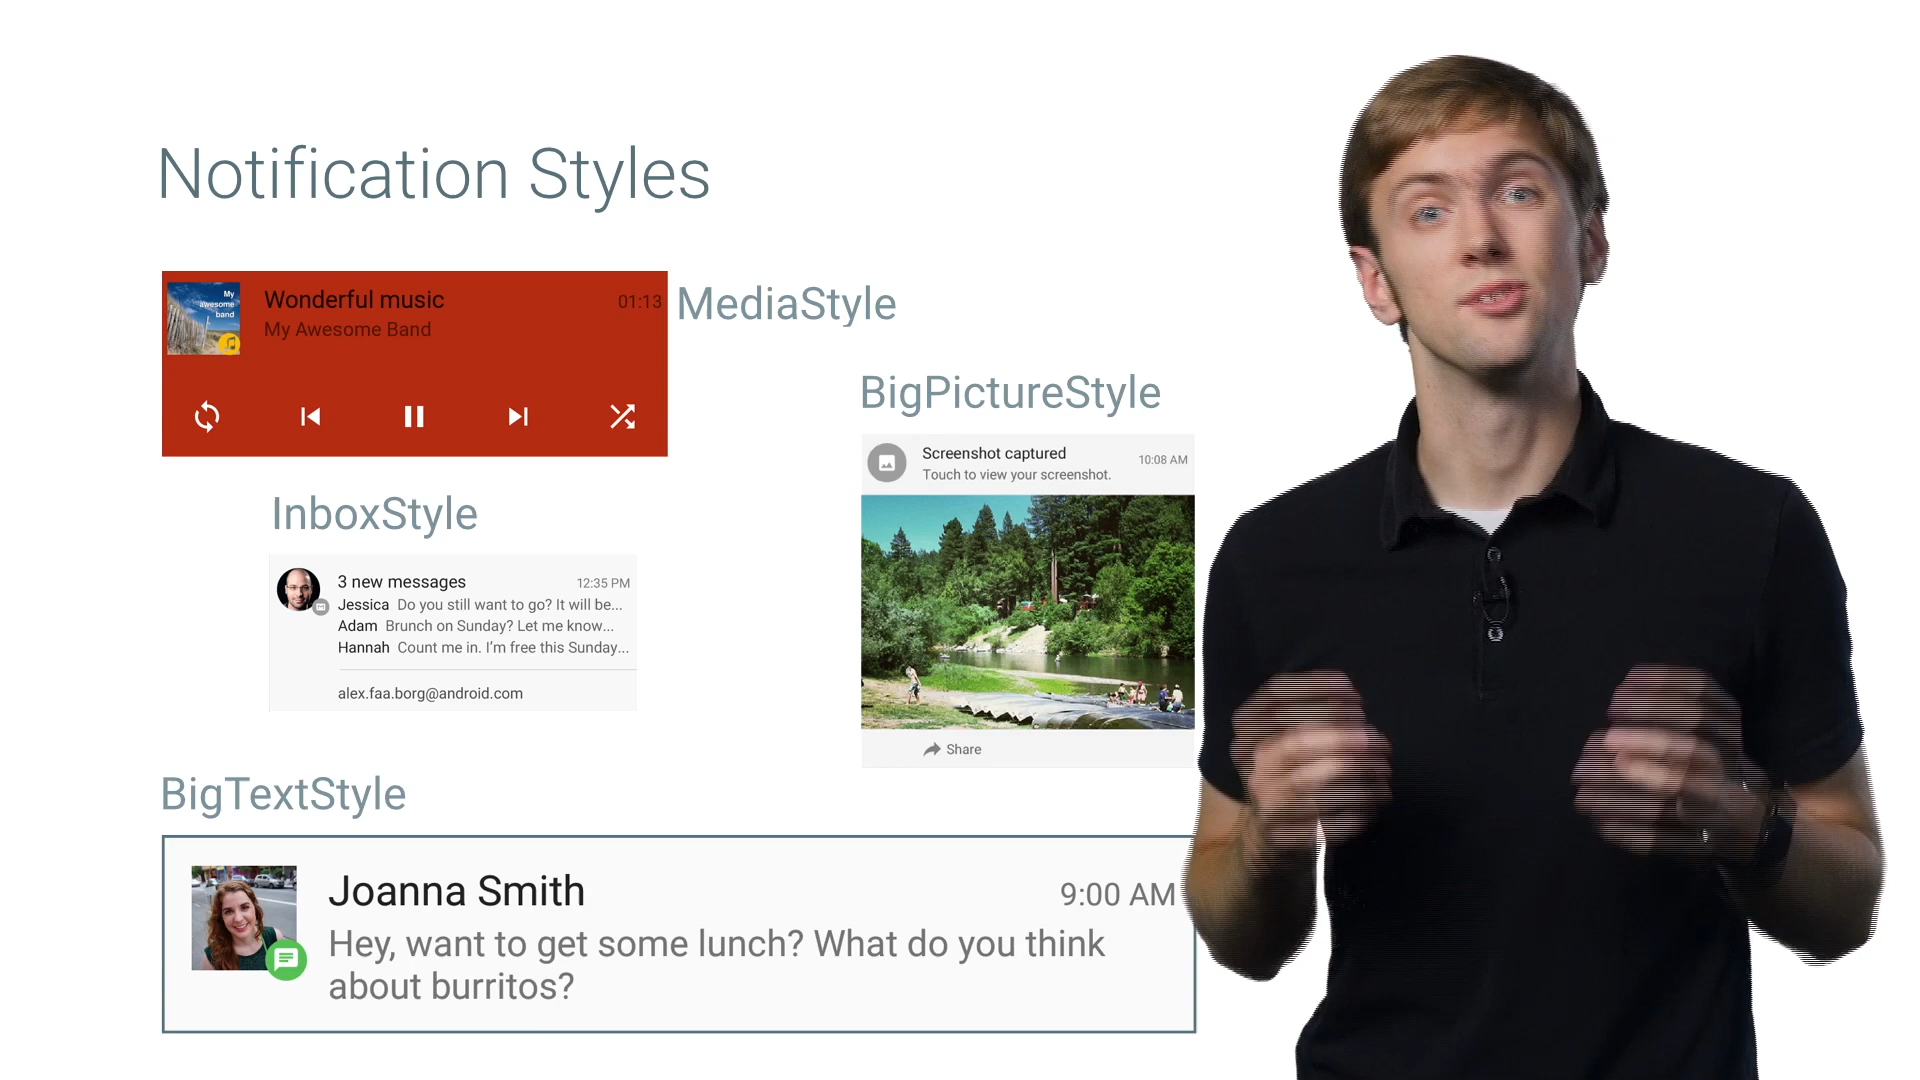 Notification Styles
My
awesome
band
Wonderful music 01:13
My Awesome Band
MediaStyle
BigPictureStyle
Screenshot captured 10:08 AM
Touch to view your screenshot.
Share
InboxStyle
3 new messages 12:35 PM
Jessica Do you still want to go? It will be...
Adam Brunch on Sunday? Let me know...
Hannah Count me in. I'm free this Sunday...
alex.faa.borg@android.com
BigTextStyle
Joanna Smith 9:00 AM
Hey, want to get some lunch? What do you think
about burritos?